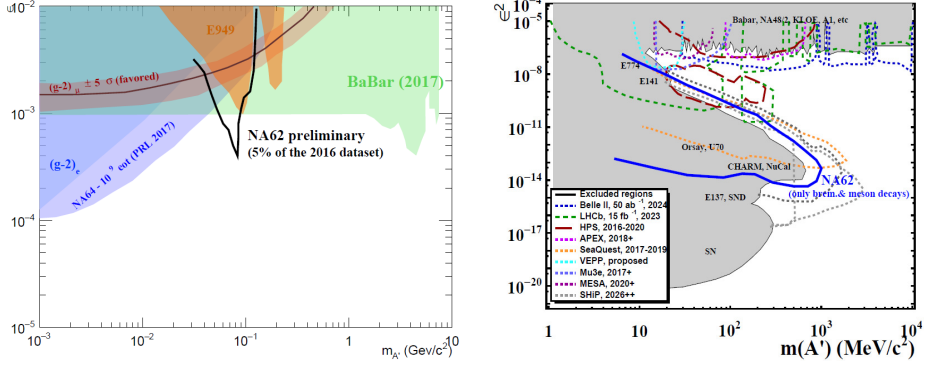 ε
10⁻²
10⁻³
10⁻⁴
10⁻⁵
E949
(g-2)μ ± 5 σ (favored)
BaBar (2017)
NA62 preliminary
(5% of the 2016 dataset)
(g-2)e
NA64 - 10⁹ eot (PRL 2017)
10⁻³
10⁻²
10⁻¹
1
10
mA' (GeV/c²)
ε²
10⁻⁵
10⁻⁸
10⁻¹¹
10⁻¹⁴
10⁻¹⁷
10⁻²⁰
Babar, NA48/2, KLOE, A1, etc
E774
E141
Orsay, U70
CHARM, NuCal
NA62
(only brem.& meson decays)
E137, SND
SN
Excluded regions
Belle II, 50 ab⁻¹, 2024
LHCb, 15 fb⁻¹, 2023
HPS, 2016-2020
APEX, 2018+
SeaQuest, 2017-2019
VEPP, proposed
Mu3e, 2017+
MESA, 2020+
SHiP, 2026++
1
10
10²
10³
10⁴
m(A') (MeV/c²)